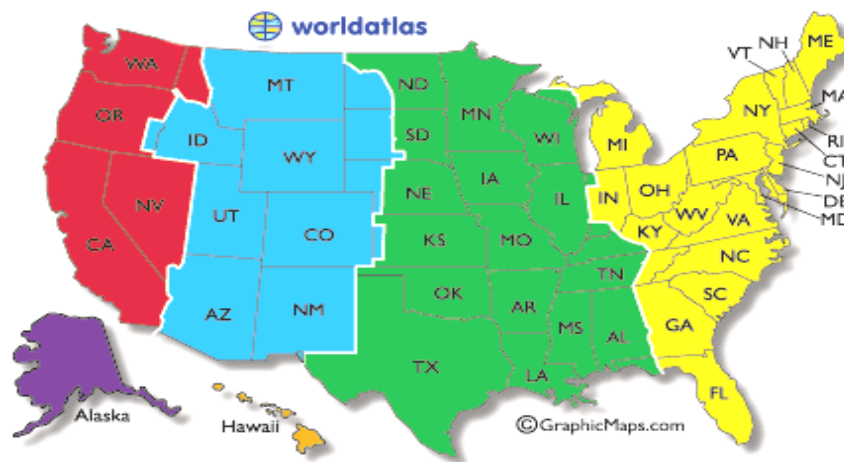 worldatlas
WA
MT
ND
MN
VT
NH
ME
OR
ID
SD
WI
NY
MA
WY
MI
RI
CT
PA
NJ
NV
UT
NE
IA
IL
IN
OH
WV
DE
MD
CA
CO
KS
MO
KY
VA
NC
AZ
NM
OK
AR
TN
SC
TX
LA
MS
AL
GA
FL
Alaska
Hawaii
©GraphicMaps.com